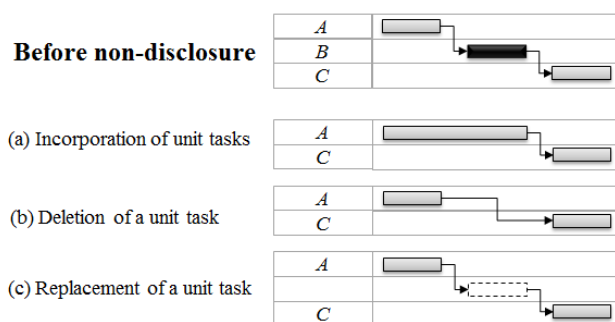 A
Before non-disclosure
B
C
(a) Incorporation of unit tasks
A
C
(b) Deletion of a unit task
A
C
(c) Replacement of a unit task
A
C